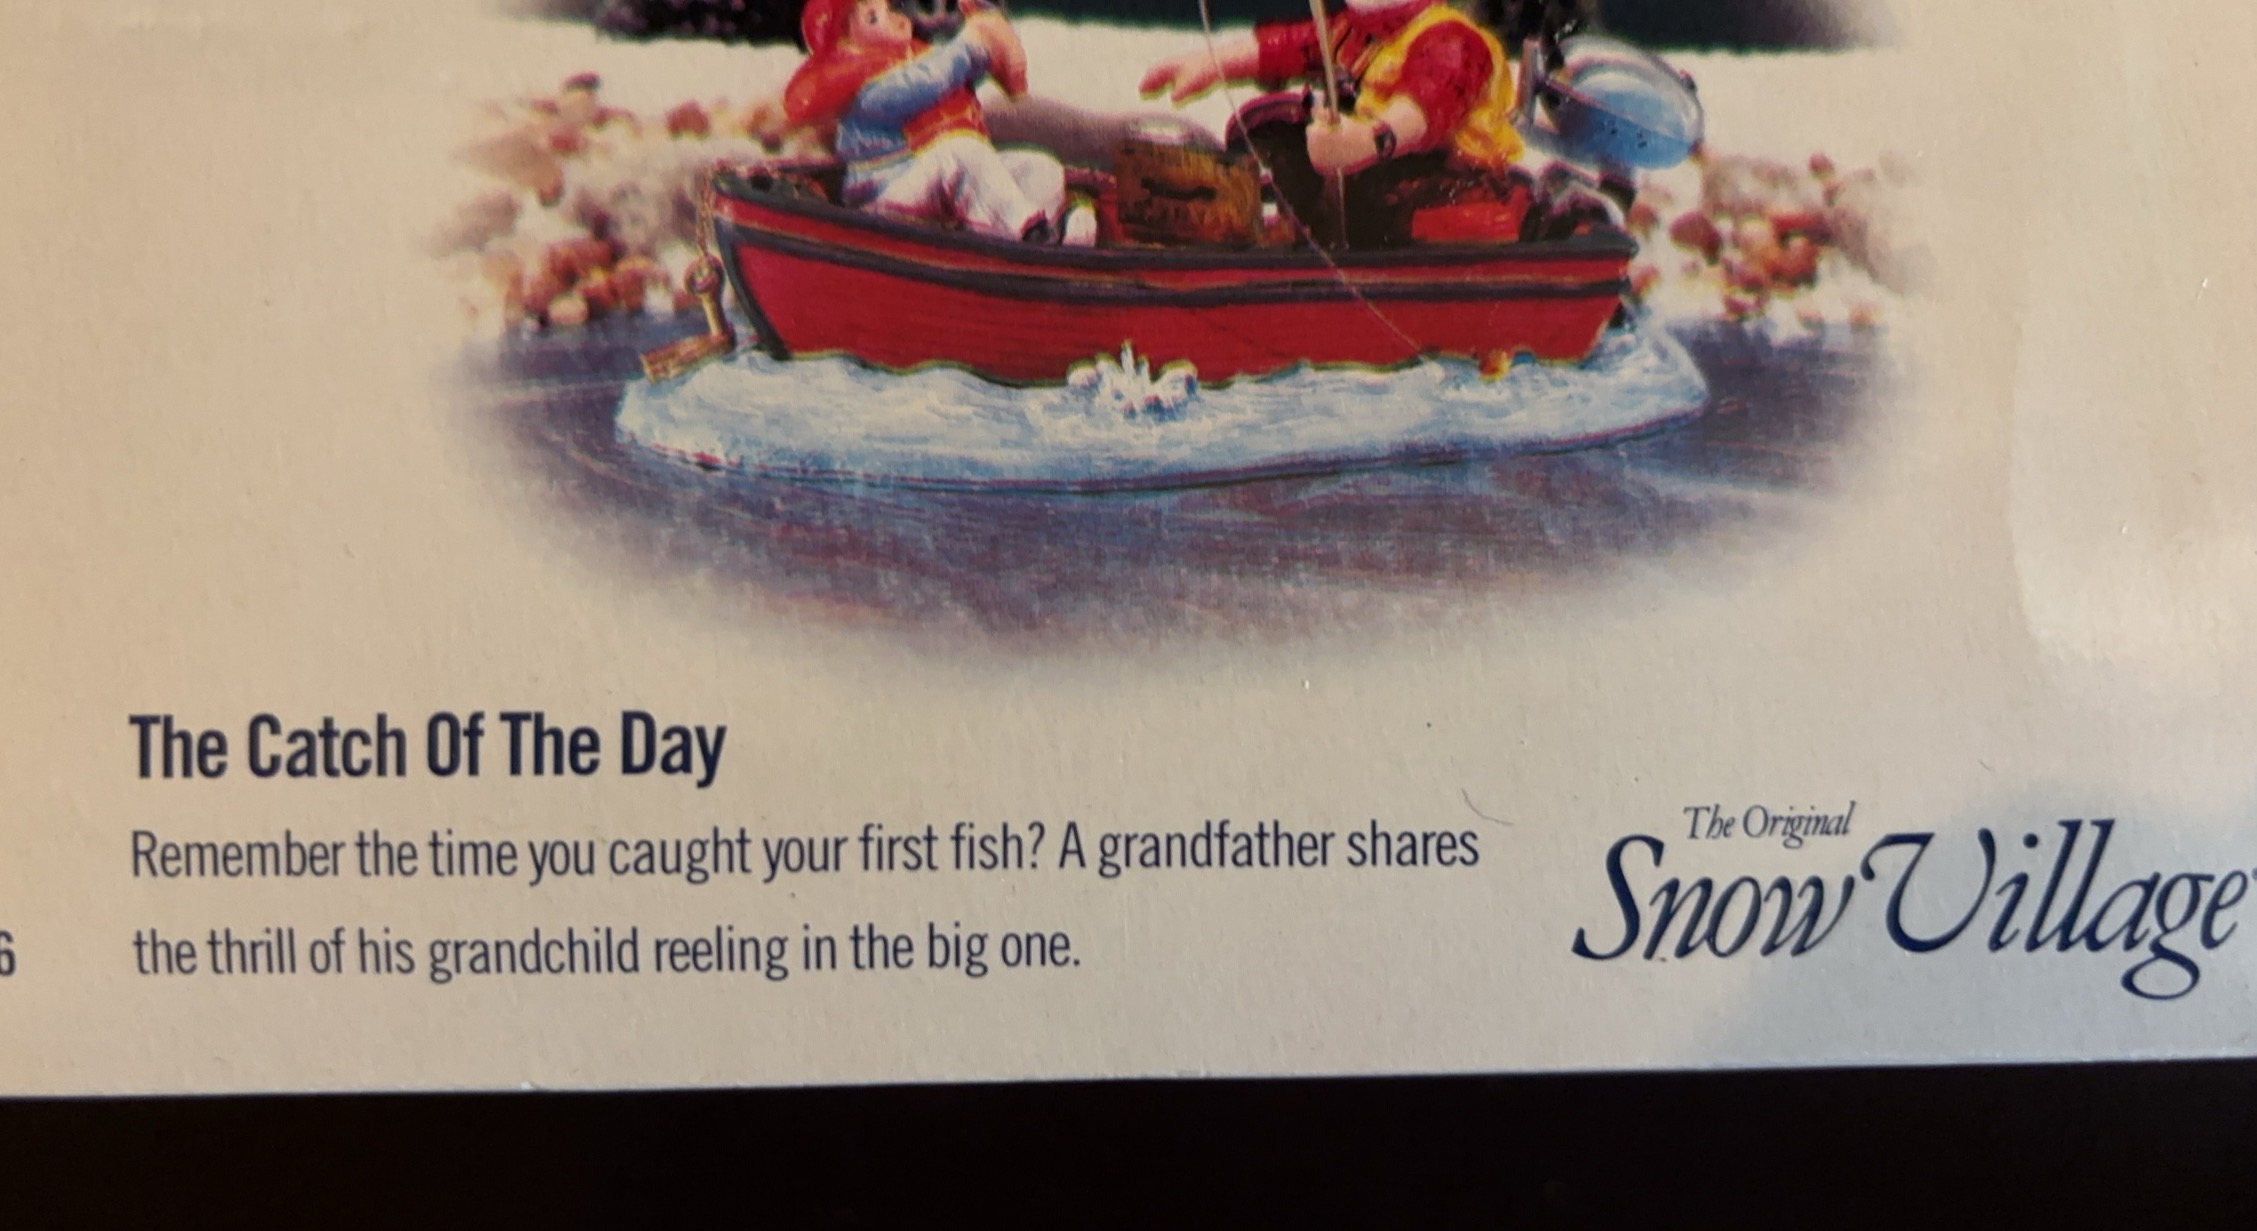 The Catch Of The Day
Remember the time you caught your first fish? A grandfather shares
the thrill of his grandchild reeling in the big one.
6
The Original
Snow Village